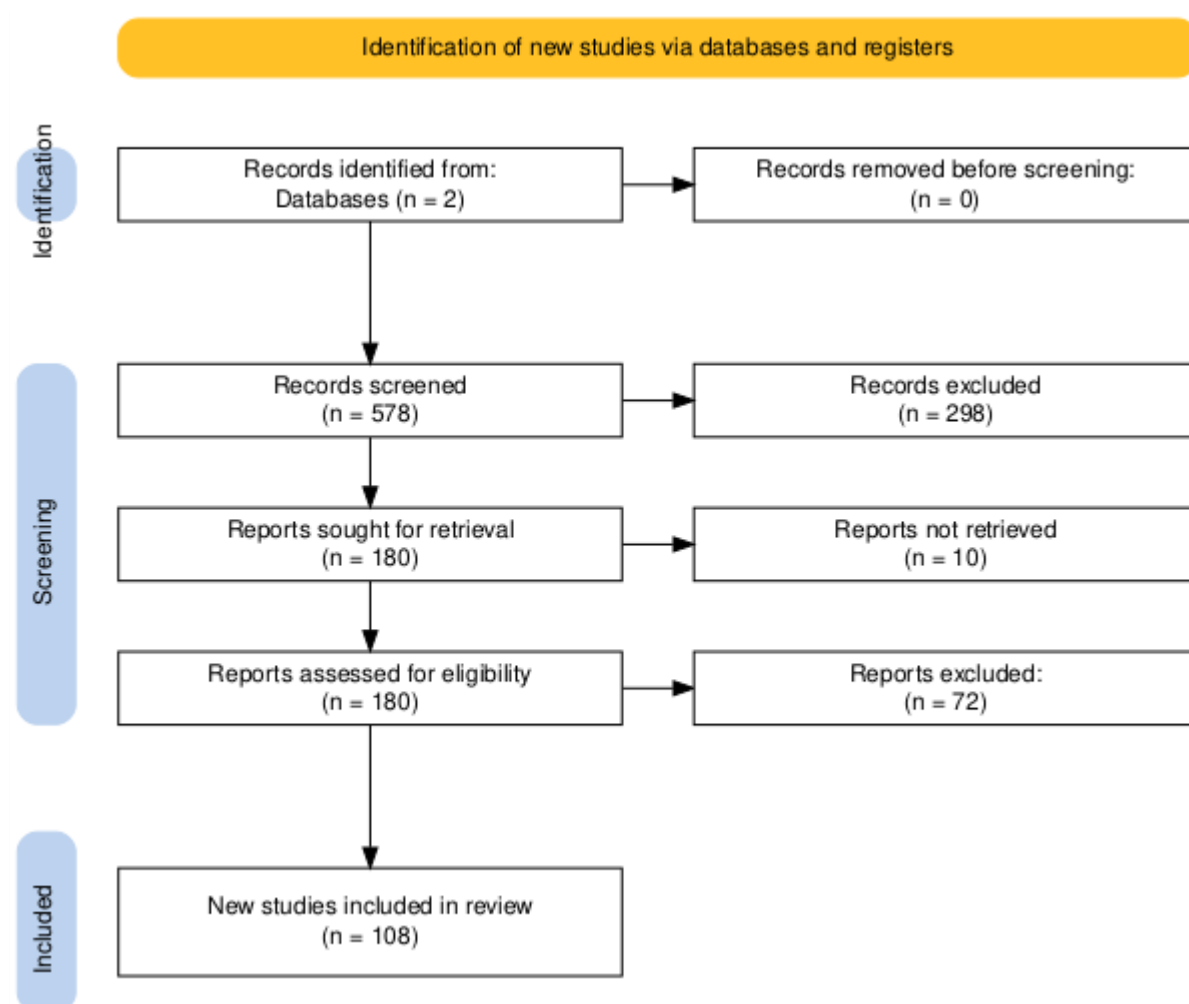 Identification of new studies via databases and registers
Identification
Records identified from:
Databases (n = 2)
Records removed before screening:
(n = 0)
Screening
Records screened
(n = 578)
Records excluded
(n = 298)
Reports sought for retrieval
(n = 180)
Reports not retrieved
(n = 10)
Reports assessed for eligibility
(n = 180)
Reports excluded:
(n = 72)
Included
New studies included in review
(n = 108)